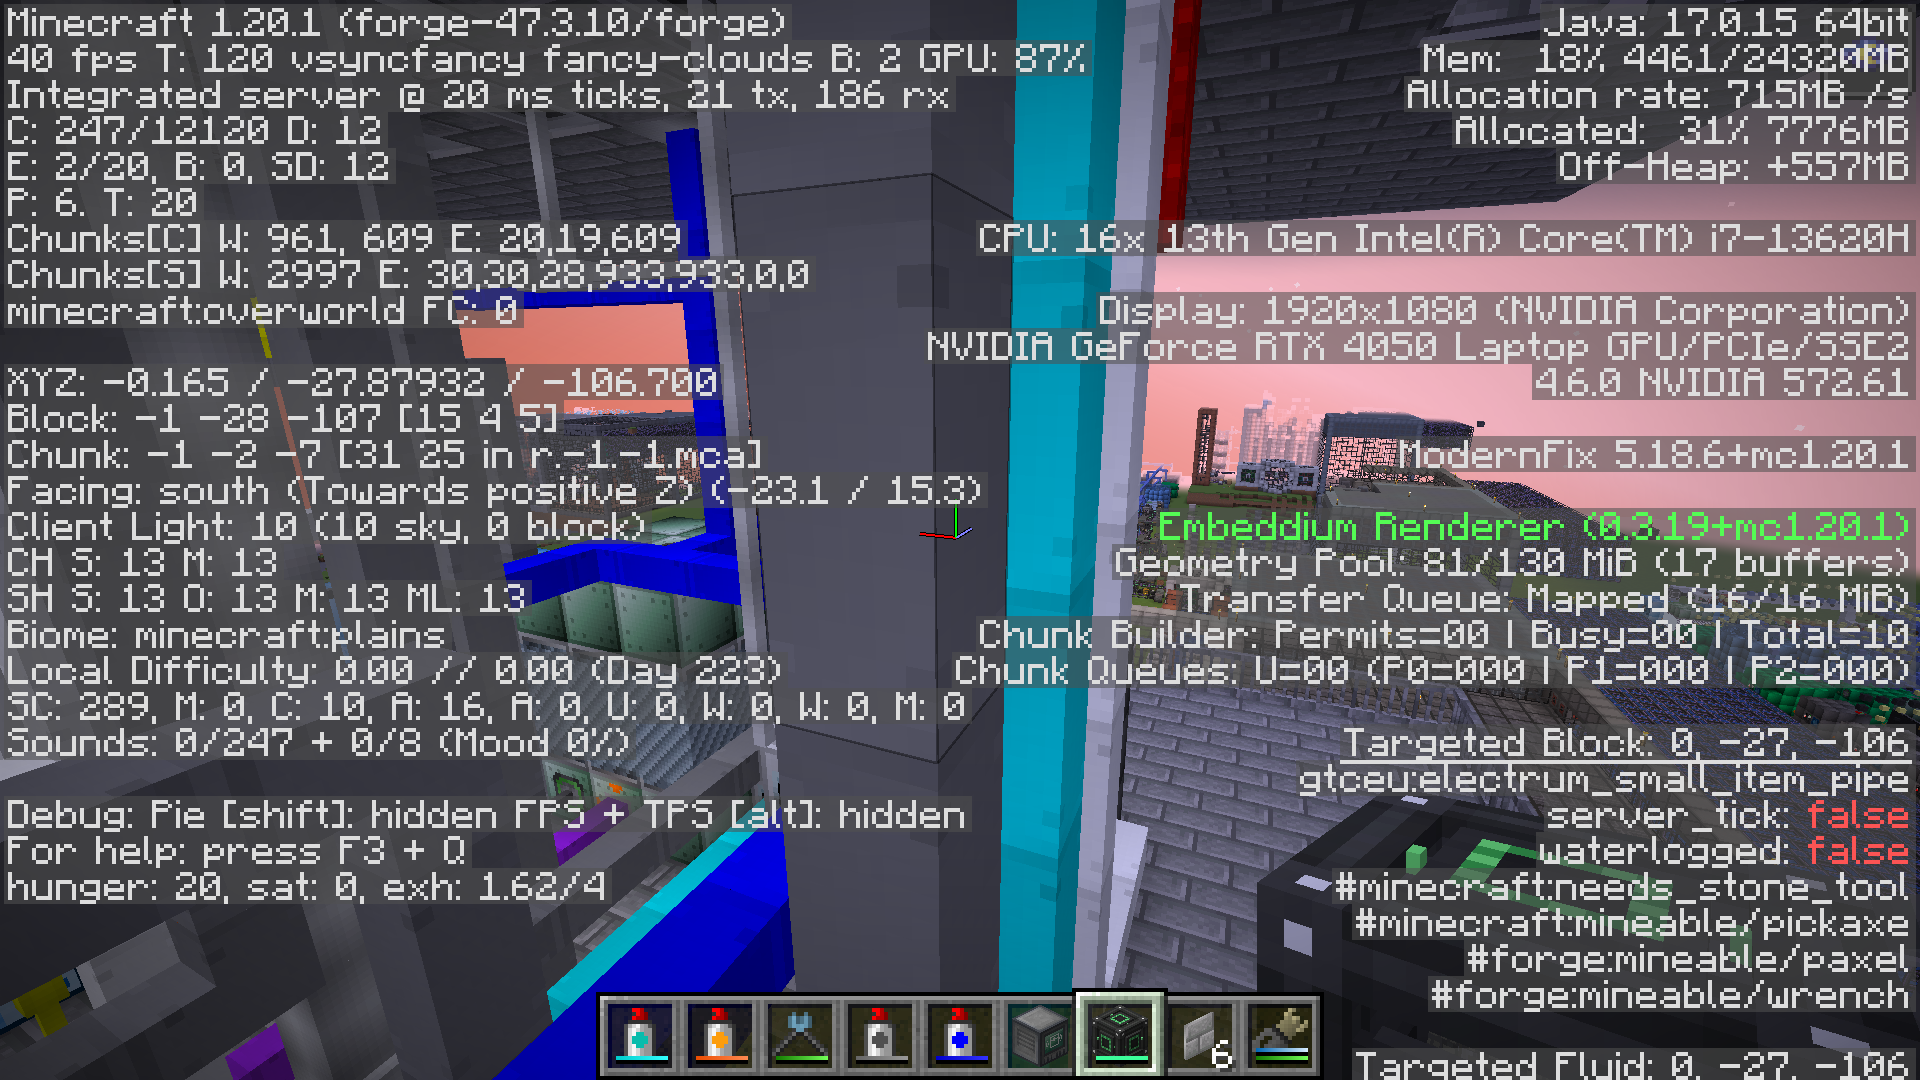 Minecraft 1.20.1 (forge-47.3.10/forge)
40 fps T: 120 vsyncfancy fancy-clouds B: 2 GPU: 87%
Integrated server @ 20 ms ticks, 21 tx, 186 rx
C: 247/12120 D: 12
E: 2/20, B: 0, SD: 12
P: 6. T: 20
Chunks[C] W: 961, 609 E: 20,19,609
Chunks[S] W: 2997 E: 30,30,28,933,933,0,0
minecraft:overworld FC: 0
XYZ: -0.165 / -27.87932 / -106.700
Block: -1 -28 -107 [15 4 5]
Chunk: -1 -2 -7 [31 25 in r.-1.-1.mca]
Facing: south (Towards positive Z) (-23.1 / 15.3)
Client Light: 10 (10 sky, 0 block)
CH S: 13 M: 13
SH S: 13 O: 13 M: 13 ML: 13
Biome: minecraft:plains
Local Difficulty: 0.00 // 0.00 (Day 223)
SC: 289, M: 0, C: 10, A: 16, A: 0, U: 0, W: 0, W: 0, M: 0
Sounds: 0/247 + 0/8 (Mood 0%)
Debug: Pie [shift]: hidden FPS + TPS [alt]: hidden
For help: press F3 + Q
hunger: 20, sat: 0, exh: 1.62/4
Java: 17.0.15 64bit
Mem: 18% 4461/24320MB
Allocation rate: 715MB /s
Allocated: 31% 7776MB
Off-Heap: +557MB
CPU: 16x 13th Gen Intel(R) Core(TM) i7-13620H
Display: 1920x1080 (NVIDIA Corporation)
NVIDIA GeForce RTX 4050 Laptop GPU/PCIe/SSE2
4.6.0 NVIDIA 572.61
ModernFix 5.18.6+mc1.20.1
Embeddium Renderer (0.3.19+mc1.20.1)
Geometry Pool: 81/130 MiB (17 buffers)
Transfer Queue: Mapped (16/16 MiB)
Chunk Builder: Permits=00 | Busy=00 | Total=10
Chunk Queues: U=00 (P0=000 | P1=000 | P2=000)
Targeted Block: 0, -27, -106
gtceu:electrum_small_item_pipe
server_tick: false
waterlogged: false
#minecraft:needs_stone_tool
#minecraft:mineable/pickaxe
#forge:mineable/paxel
#forge:mineable/wrench
Targeted Fluid: 0, -27, -106
6